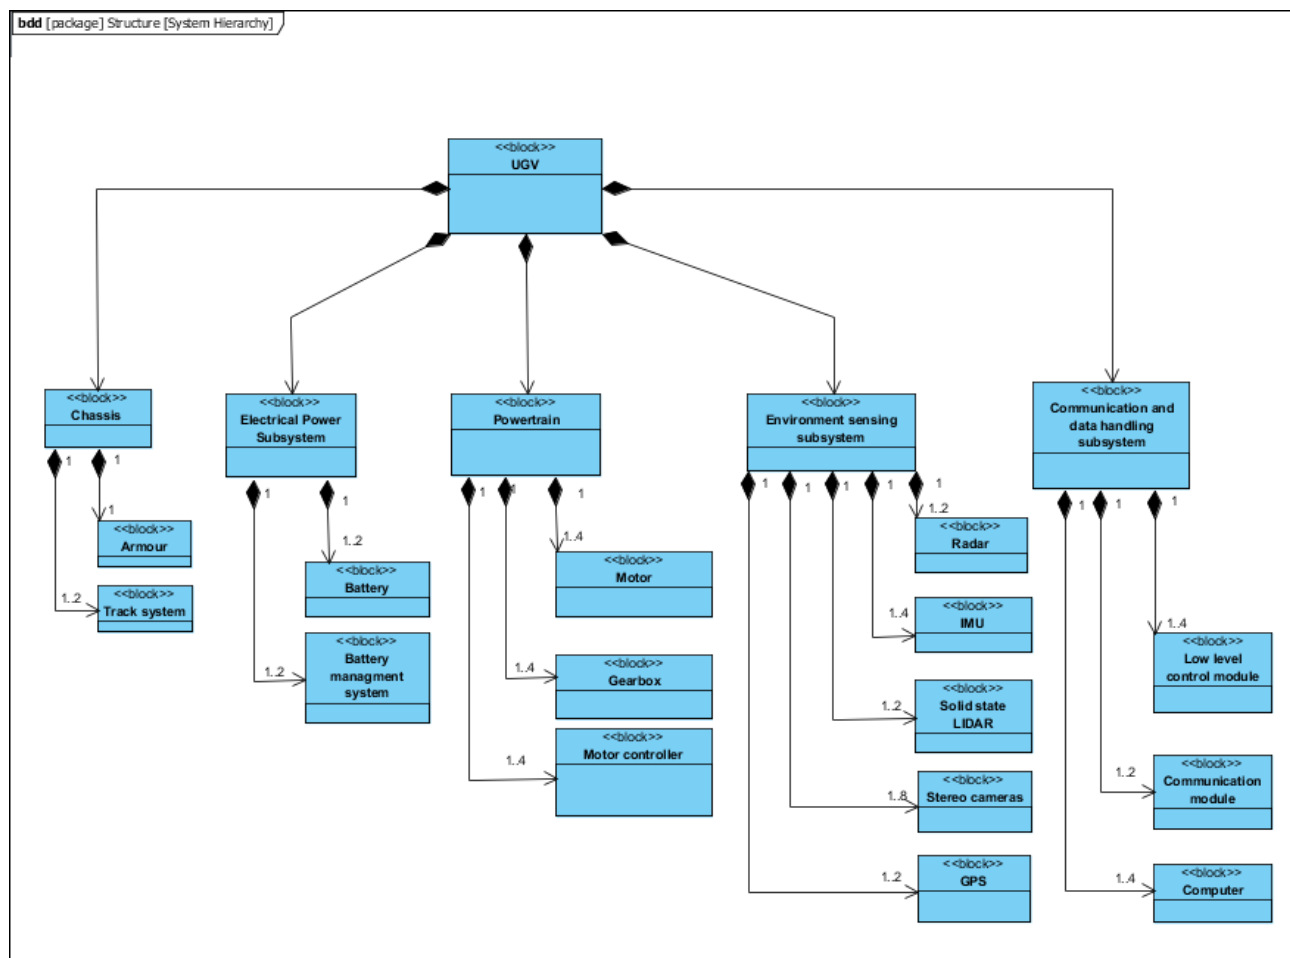 bdd [package] Structure [System Hierarchy]
<<block>>
UGV
<<block>>
Chassis
1
1
1
<<block>>
Armour
1..2
<<block>>
Track system
<<block>>
Electrical Power
Subsystem
1
1
1..2
<<block>>
Battery
1..2
<<block>>
Battery
managment
system
<<block>>
Powertrain
1
1
1
1..4
<<block>>
Motor
1..4
<<block>>
Gearbox
1..4
<<block>>
Motor controller
<<block>>
Environment sensing
subsystem
1
1
1
1
1
1..2
<<block>>
Radar
1..4
<<block>>
IMU
1..2
<<block>>
Solid state
LIDAR
1..8
<<block>>
Stereo cameras
1..2
<<block>>
GPS
<<block>>
Communication and
data handling
subsystem
1
1
1
1..4
<<block>>
Low level
control module
1..2
<<block>>
Communication
module
1..4
<<block>>
Computer